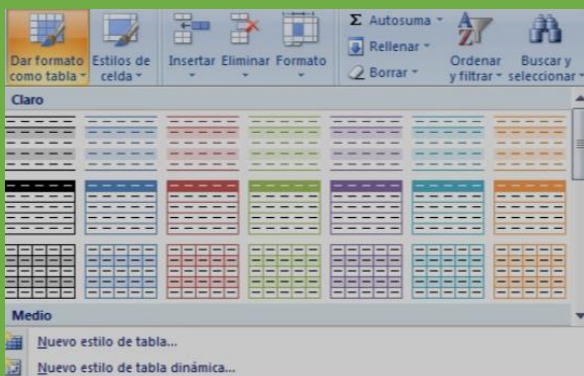 Σ Autosuma
Rellenar
Borrar
Dar formato
como tabla
Estilos de
celda
Insertar Eliminar Formato
Ordenar
y filtrar
Buscar y
seleccionar
Claro
Medio
Nuevo estilo de tabla...
Nuevo estilo de tabla dinámica...